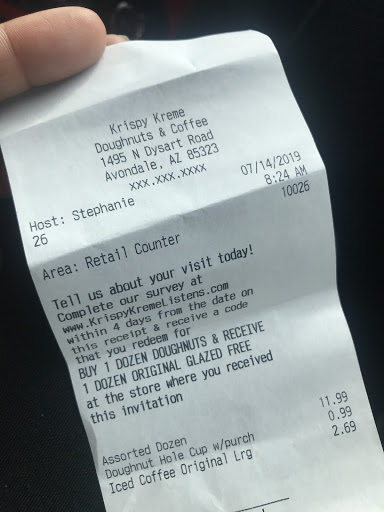 Krispy Kreme
Doughnuts & Coffee
1495 N Dysart Road
Avondale, AZ 85323
xxx.xxx.xxxx
Host: Stephanie 07/14/2019
26 8:24 AM
10026
Area: Retail Counter
Tell us about your visit today!
Complete our survey at
www.KrispyKremeListens.com
within 4 days from the date on
this receipt & receive a code
that you redeem for
BUY 1 DOZEN DOUGHNUTS & RECEIVE
1 DOZEN ORIGINAL GLAZED FREE
at the store where you received
this invitation
Assorted Dozen 11.99
Doughnut Hole Cup w/purch 0.99
Iced Coffee Original Lrg 2.69